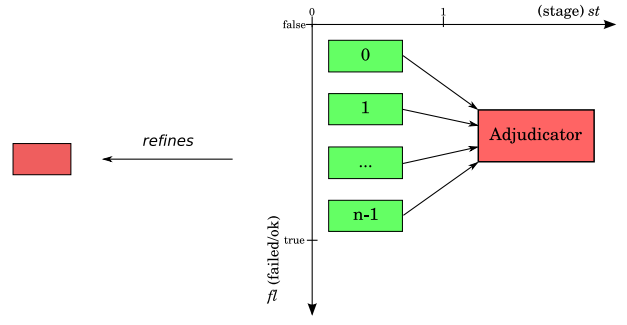 0
1
(stage) st
false
0
1
...
n-1
Adjudicator
refines
true
fl (failed/ok)